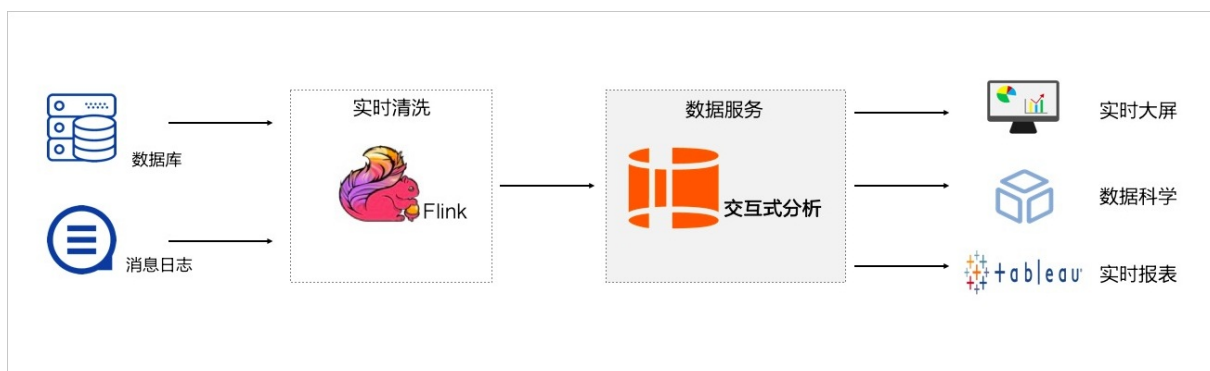 数据库
消息日志
实时清洗
Flink
数据服务
交互式分析
实时大屏
数据科学
tableau
实时报表